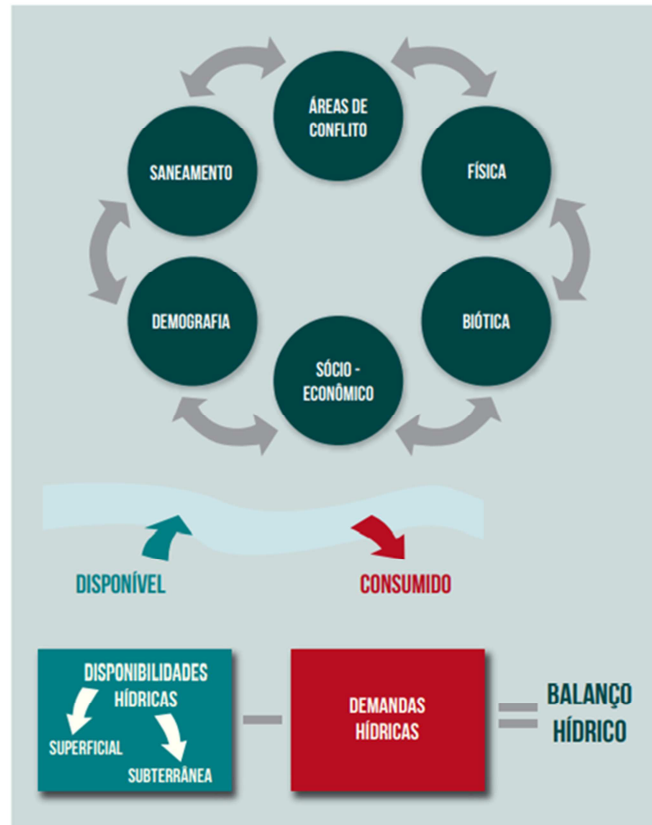 ÁREAS DE
CONFLITO
SANEAMENTO
FÍSICA
DEMOGRAFIA
BIÓTICA
SÓCIO -
ECONÔMICO
DISPONÍVEL
CONSUMIDO
DISPONIBILIDADES
HÍDRICAS
SUPERFICIAL
SUBTERRÂNEA
DEMANDAS
HÍDRICAS
BALANÇO
HÍDRICO